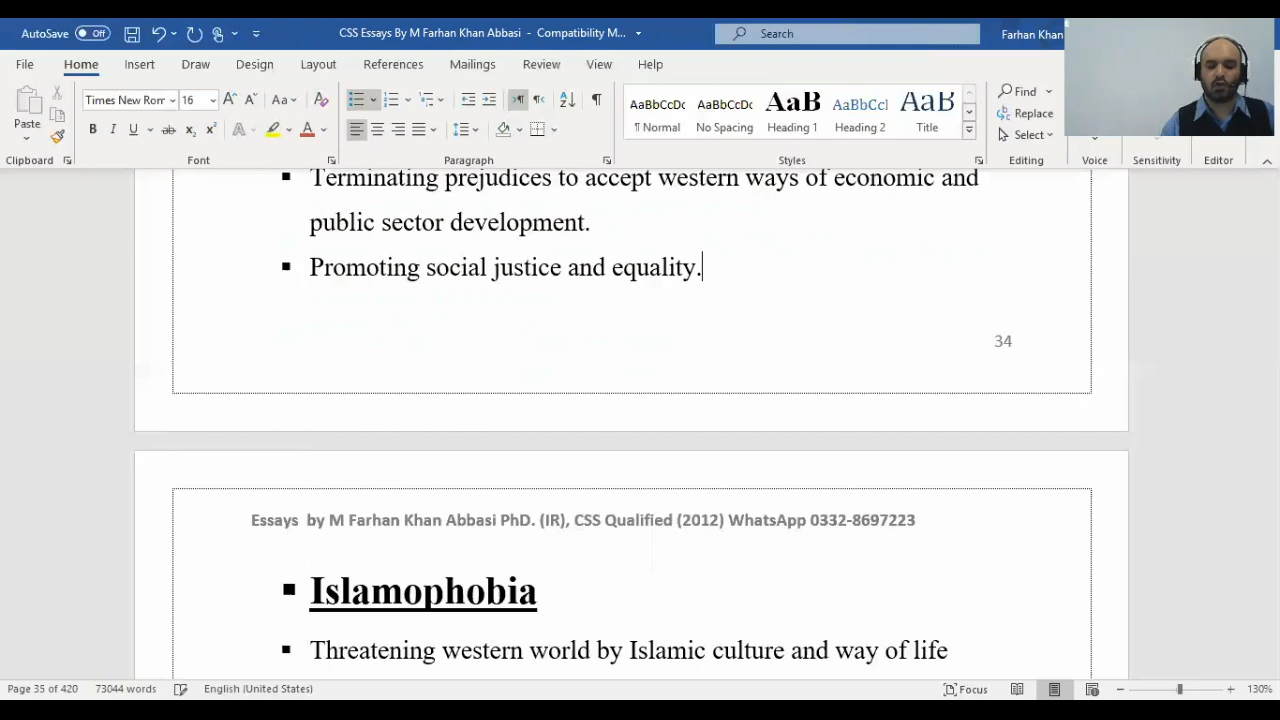 AutoSave Off CSS Essays By M Farhan Khan Abbasi - Compatibility M... Search Farhan Khan
File Home Insert Draw Design Layout References Mailings Review View Help
Times New Rorr 16 Aa Find
Paste B I U ab x₂ x² A A Replace
AaBbCcDc AaBbCcDc AaB AaBbCcI AaB
¶ Normal No Spacing Heading 1 Heading 2 Title Select
Clipboard Font Paragraph Styles Editing Voice Sensitivity Editor
▪ Terminating prejudices to accept western ways of economic and
public sector development.
▪ Promoting social justice and equality.
34
Essays by M Farhan Khan Abbasi PhD. (IR), CSS Qualified (2012) WhatsApp 0332-8697223
▪ Islamophobia
▪ Threatening western world by Islamic culture and way of life
Page 35 of 420 73044 words English (United States) Focus 130%